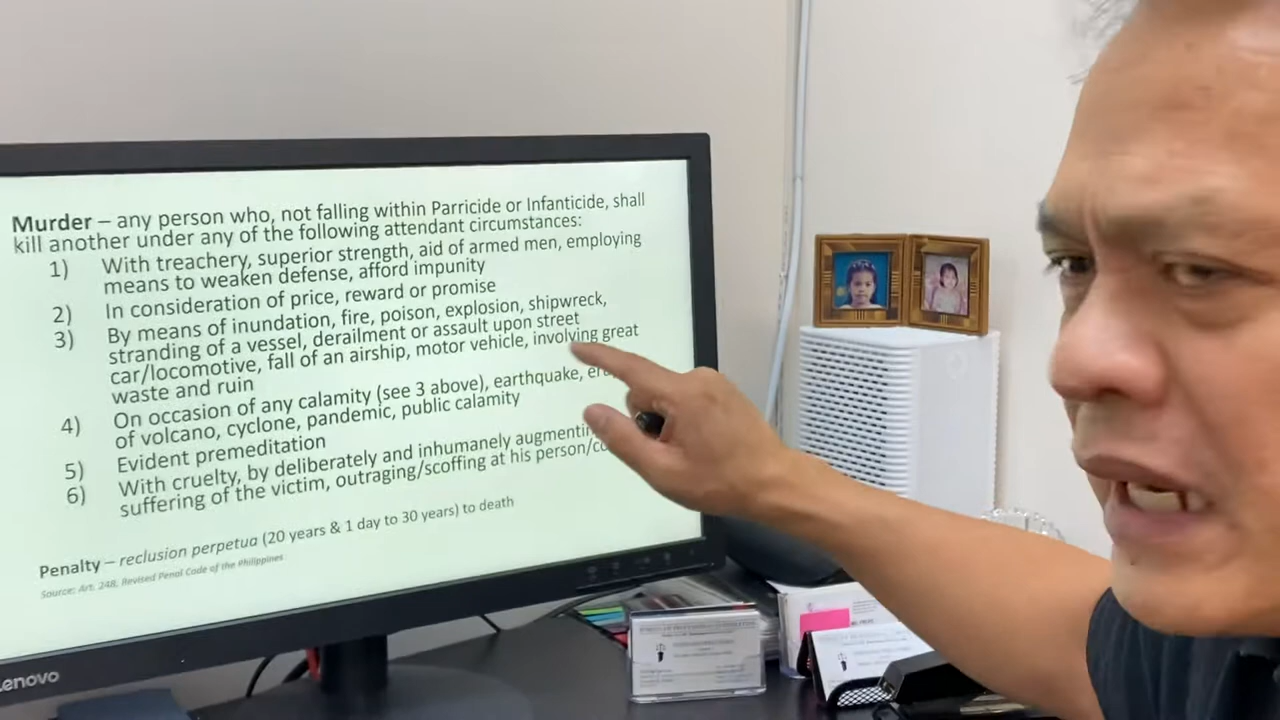 Murder – any person who, not falling within Parricide or Infanticide, shall
kill another under any of the following attendant circumstances:
1) With treachery, superior strength, aid of armed men, employing
means to weaken defense, afford impunity
2) In consideration of price, reward or promise
3) By means of inundation, fire, poison, explosion, shipwreck,
stranding of a vessel, derailment or assault upon street
car/locomotive, fall of an airship, motor vehicle, involving great
waste and ruin
4) On occasion of any calamity (see 3 above), earthquake,
of volcano, cyclone, pandemic, public calamity
5) Evident premeditation
6) With cruelty, by deliberately and inhumanely
suffering of the victim, outraging/scoffing at his
Penalty – reclusion perpetua (20 years & 1 day to 30 years) to death
Source: Art. 248, Revised Penal Code of the Philippines
lenovo